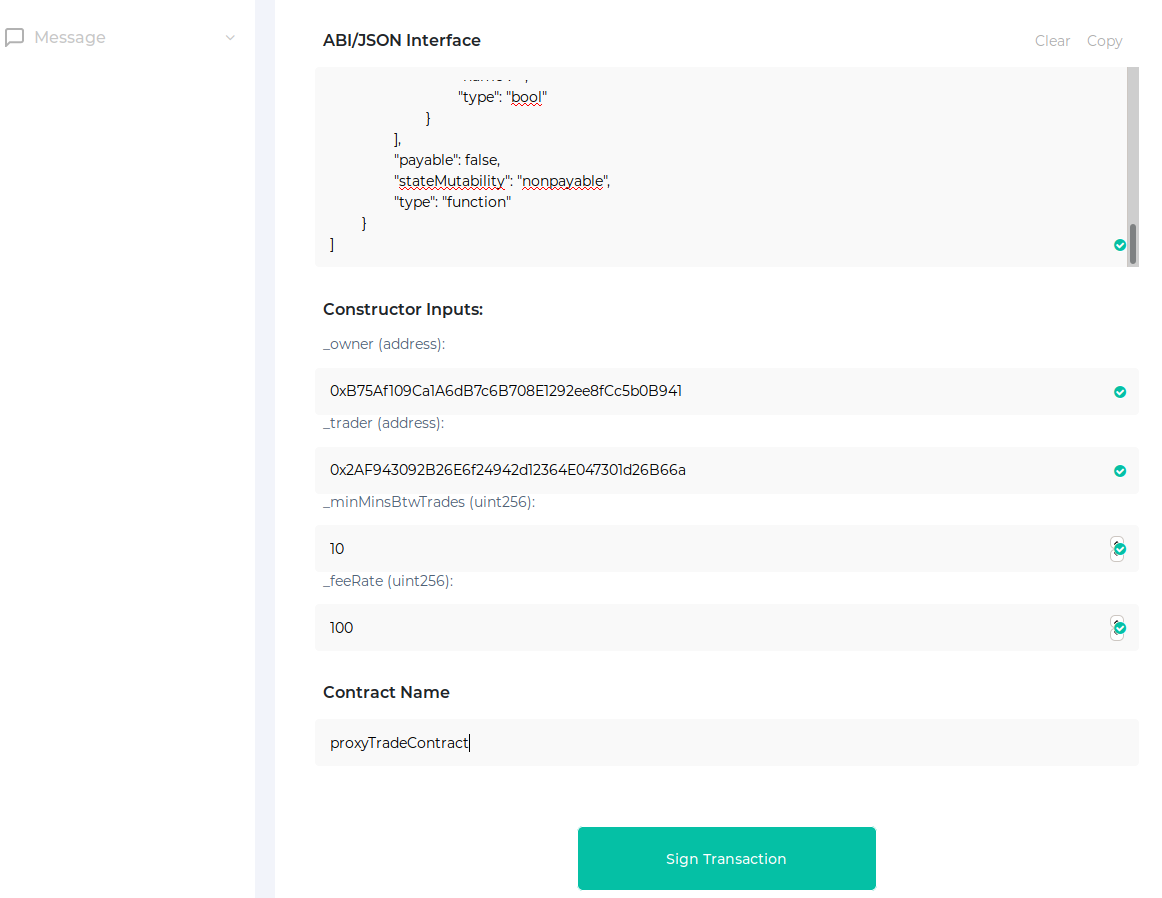 Message
ABI/JSON Interface
Clear Copy
"type": "bool"
}
],
"payable": false,
"stateMutability": "nonpayable",
"type": "function"
}
]
Constructor Inputs:
_owner (address):
0xB75Af109Ca1A6dB7c6B708E1292ee8fCc5b0B941
_trader (address):
0x2AF943092B26E6f24942d12364E047301d26B66a
_minMinsBtwTrades (uint256):
10
_feeRate (uint256):
100
Contract Name
proxyTradeContract
Sign Transaction